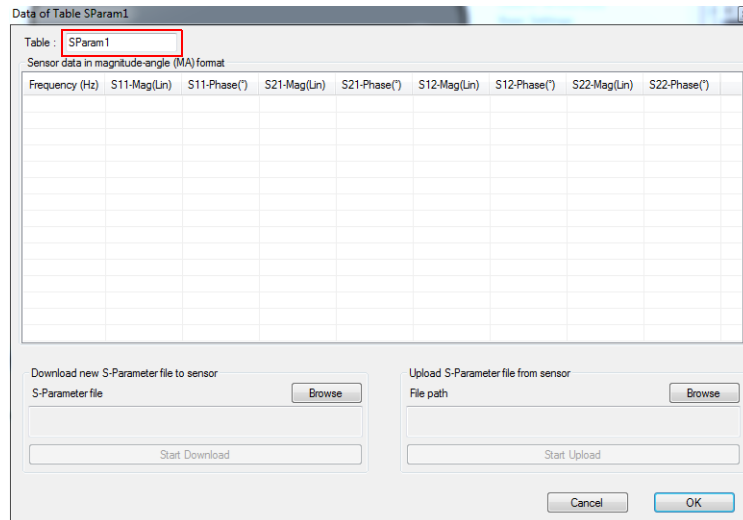 Data of Table SParam1
Table : SParam1
Sensor data in magnitude-angle (MA) format
Frequency (Hz) S11-Mag(Lin) S11-Phase(°) S21-Mag(Lin) S21-Phase(°) S12-Mag(Lin) S12-Phase(°) S22-Mag(Lin) S22-Phase(°)
Download new S-Parameter file to sensor
S-Parameter file Browse
Start Download
Upload S-Parameter file from sensor
File path Browse
Start Upload
Cancel OK